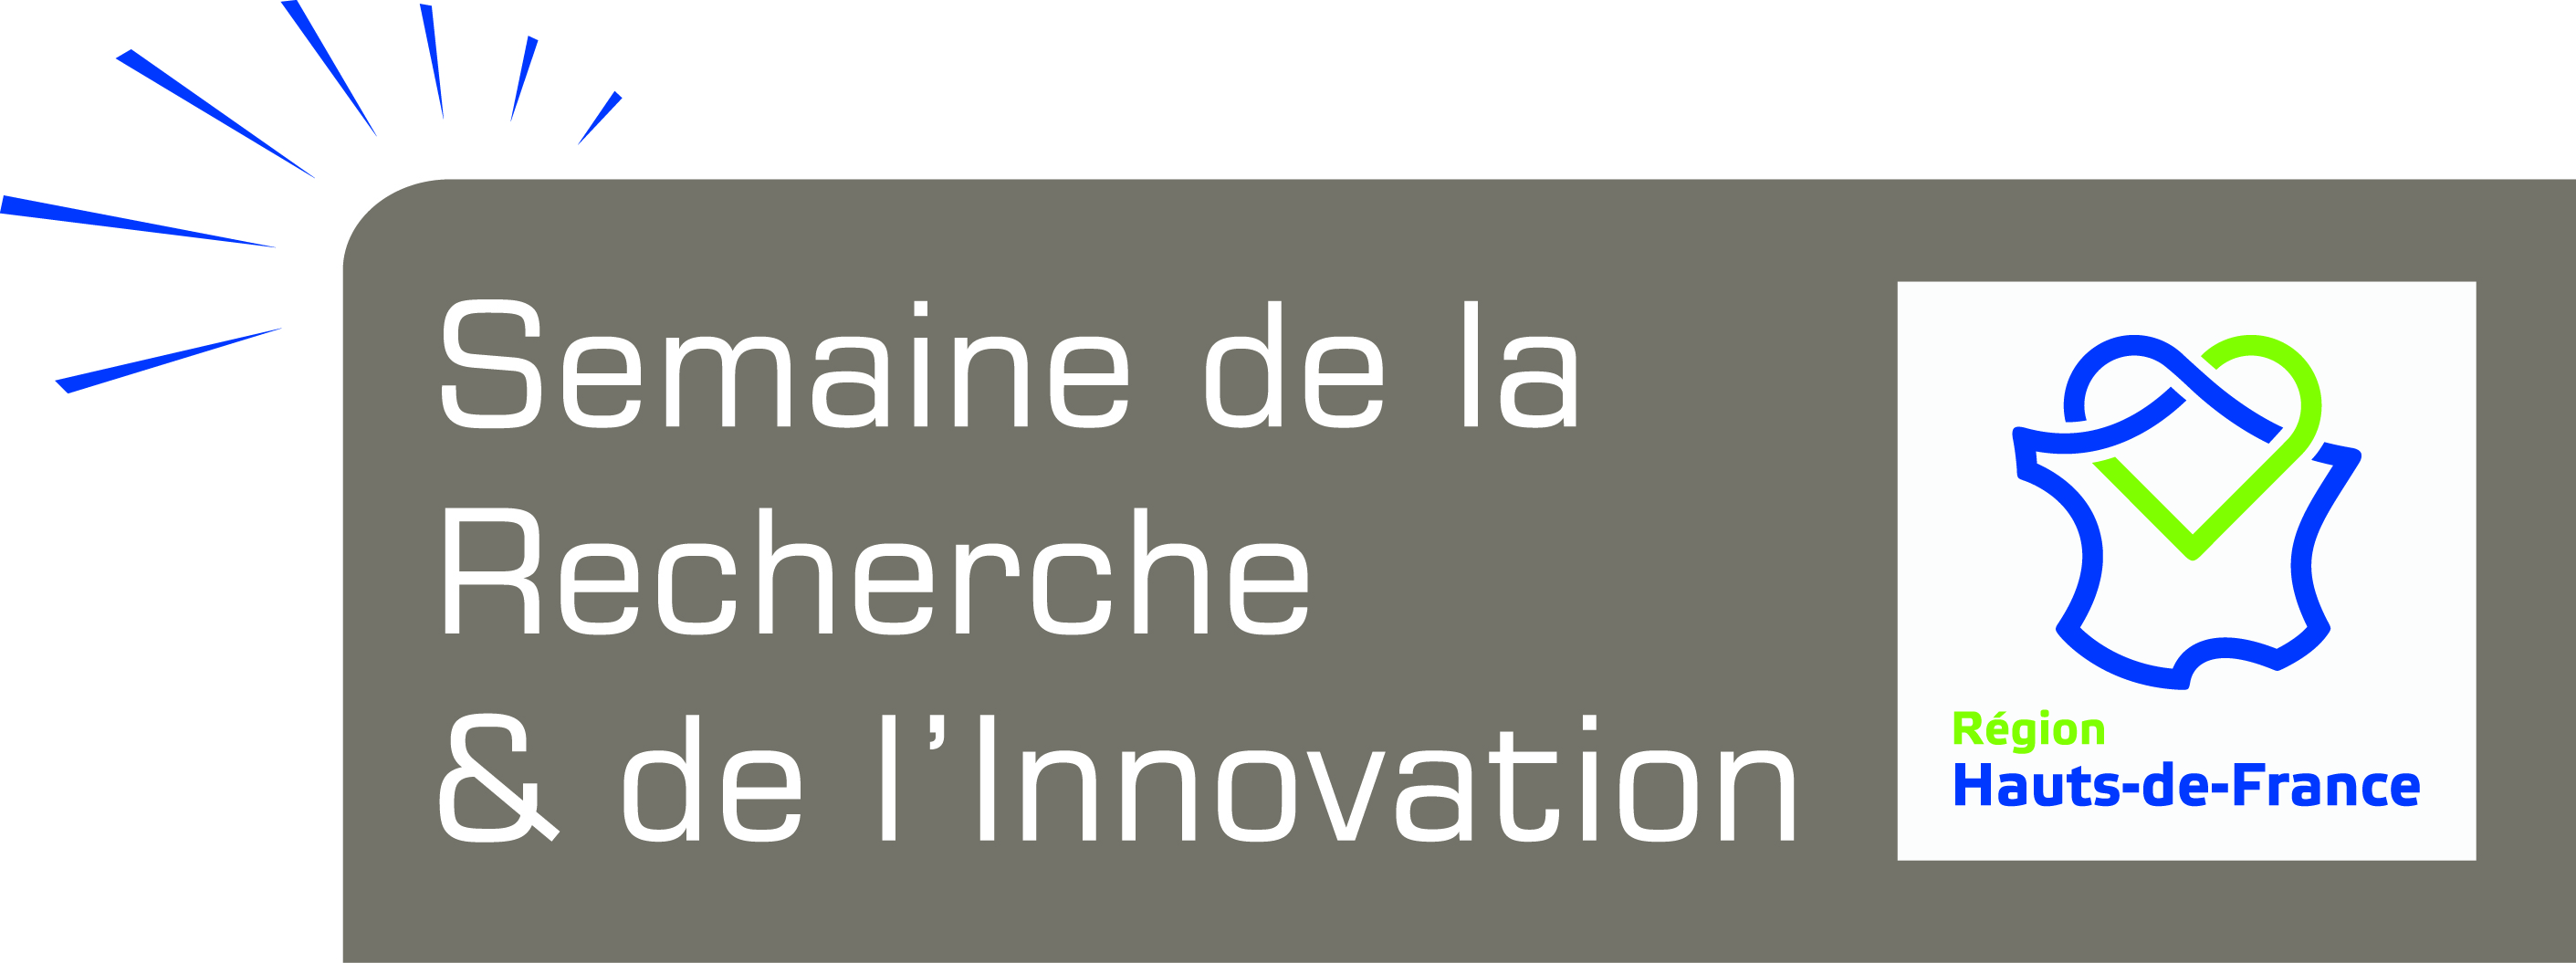 Semaine de la
Recherche
& de l’Innovation
Région
Hauts-de-France